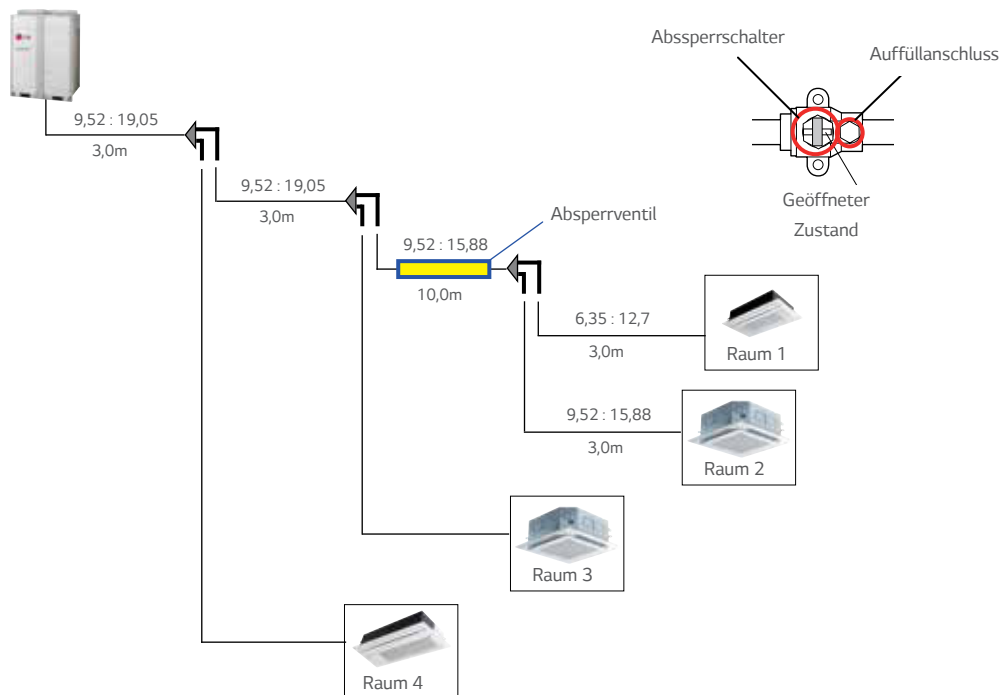 Abssperrschalter
Auffüllanschluss
9,52 : 19,05
3,0m
Geöffneter
Zustand
9,52 : 19,05
3,0m
Absperrventil
9,52 : 15,88
10,0m
6,35 : 12,7
3,0m
Raum 1
9,52 : 15,88
3,0m
Raum 2
Raum 3
Raum 4